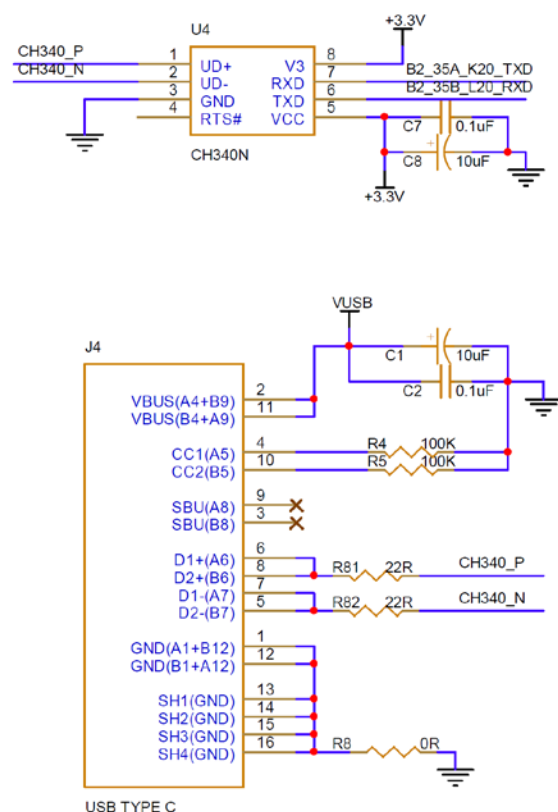 U4
+3.3V
CH340_P 1 UD+ V3 8
CH340_N 2 UD- RXD 7 B2_35A_K20_TXD
3 GND TXD 6 B2_35B_L20_RXD
4 RTS# VCC 5
C7 0.1uF
CH340N
C8 + 10uF
+3.3V
VUSB
J4
C1 + 10uF
VBUS(A4+B9) 2
C2 0.1uF
VBUS(B4+A9) 11
CC1(A5) 4 R4 100K
CC2(B5) 10 R5 100K
SBU(A8) 9
SBU(B8) 3
D1+(A6) 6
D2+(B6) 8 R81 22R CH340_P
D1-(A7) 7
D2-(B7) 5 R82 22R CH340_N
GND(A1+B12) 1
GND(B1+A12) 12
SH1(GND) 13
SH2(GND) 14
SH3(GND) 15
SH4(GND) 16 R8 0R
USB TYPE C